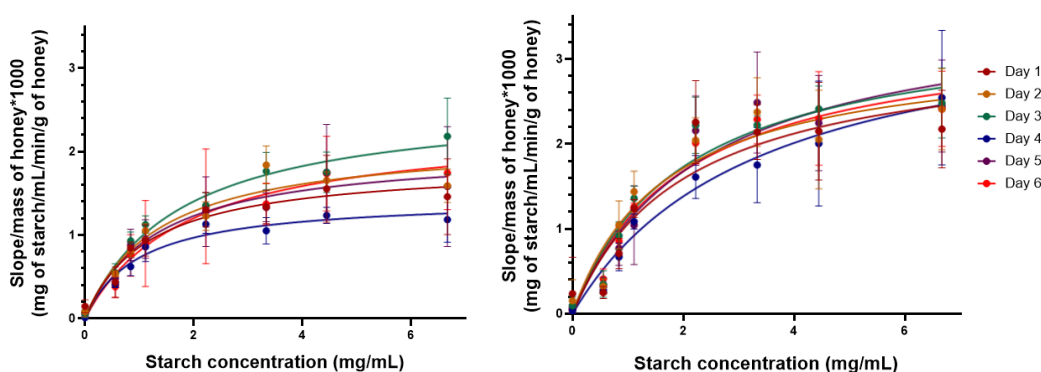 Slope/mass of honey*1000
(mg of starch/mL/min/g of honey)
3
2
1
0
0
2
4
6
Starch concentration (mg/mL)
Slope/mass of honey*1000
(mg of starch/mL/min/g of honey)
3
2
1
0
0
2
4
6
Starch concentration (mg/mL)
Day 1
Day 2
Day 3
Day 4
Day 5
Day 6